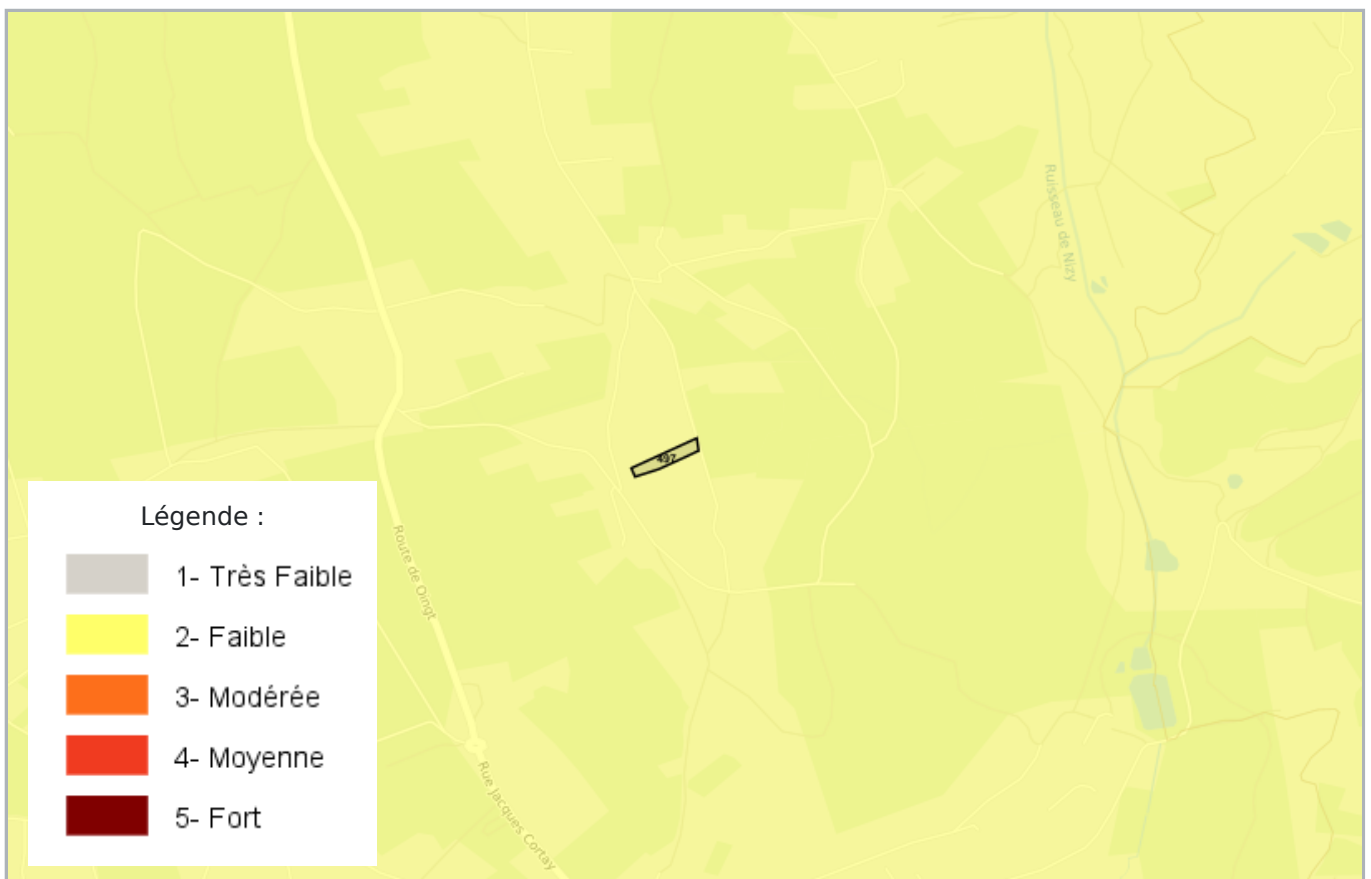 Ruisseau de Nizy
497
Route de Oingt
Rue Jacques Cortay
Légende :
1- Très Faible
2- Faible
3- Modérée
4- Moyenne
5- Fort